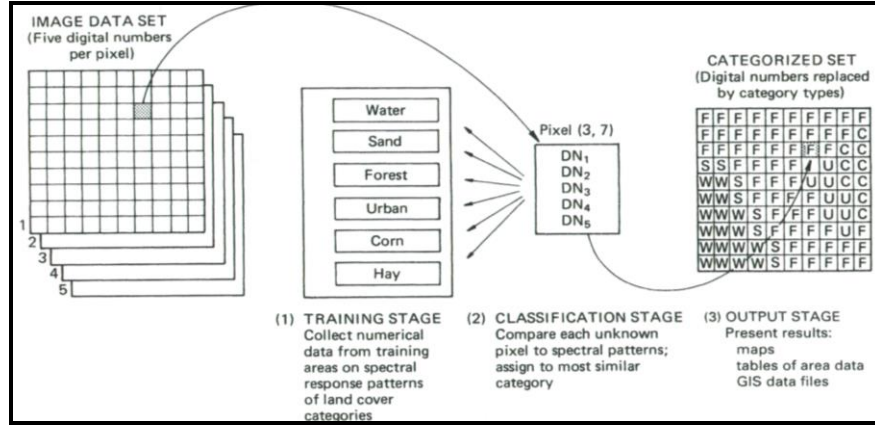 IMAGE DATA SET
(Five digital numbers
per pixel)
1
2
3
4
5
Water
Sand
Forest
Urban
Corn
Hay
Pixel (3, 7)
DN₁
DN₂
DN₃
DN₄
DN₅
CATEGORIZED SET
(Digital numbers replaced
by category types)
F F F F F F F F F F
F F F F F F F F F C
F F F F F F F F C C
S S F F F F U C C
W W S F F F U U C C
W W S F F F F U U C
W W W S F F F U U C
W W W S F F F F U F
W W W W S F F F F F
W W W W S F F F F F
(1) TRAINING STAGE
Collect numerical
data from training
areas on spectral
response patterns
of land cover
categories
(2) CLASSIFICATION STAGE
Compare each unknown
pixel to spectral patterns;
assign to most similar
category
(3) OUTPUT STAGE
Present results:
maps
tables of area data
GIS data files